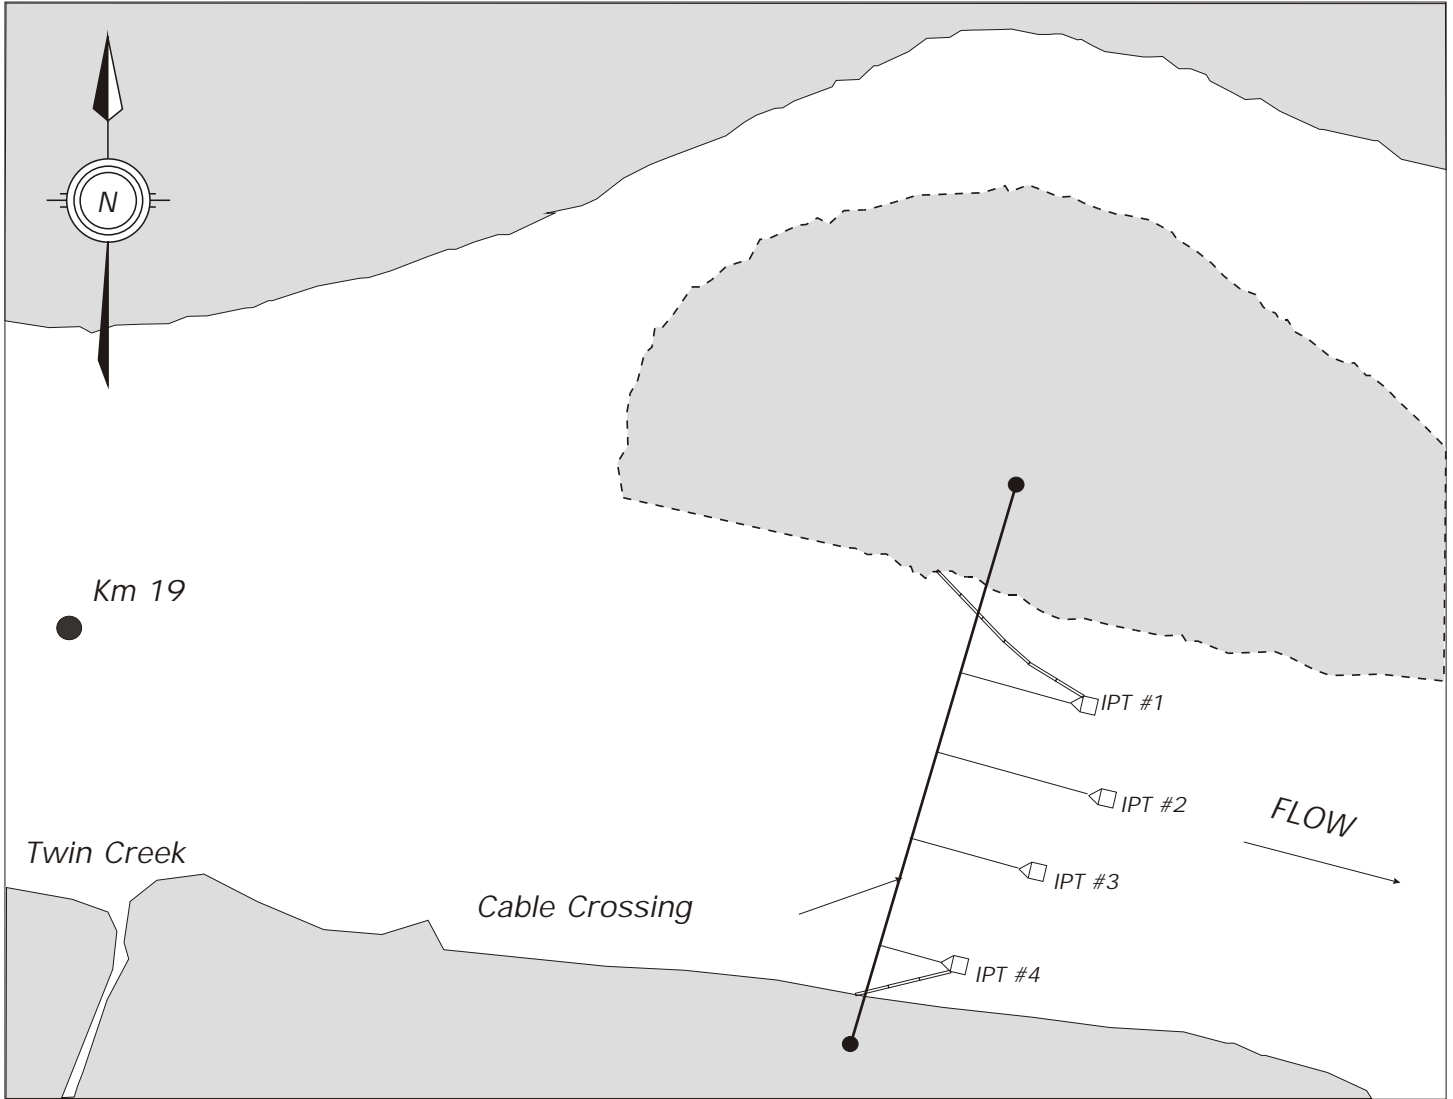 N
Km 19
IPT #1
IPT #2
FLOW
Twin Creek
IPT #3
Cable Crossing
IPT #4